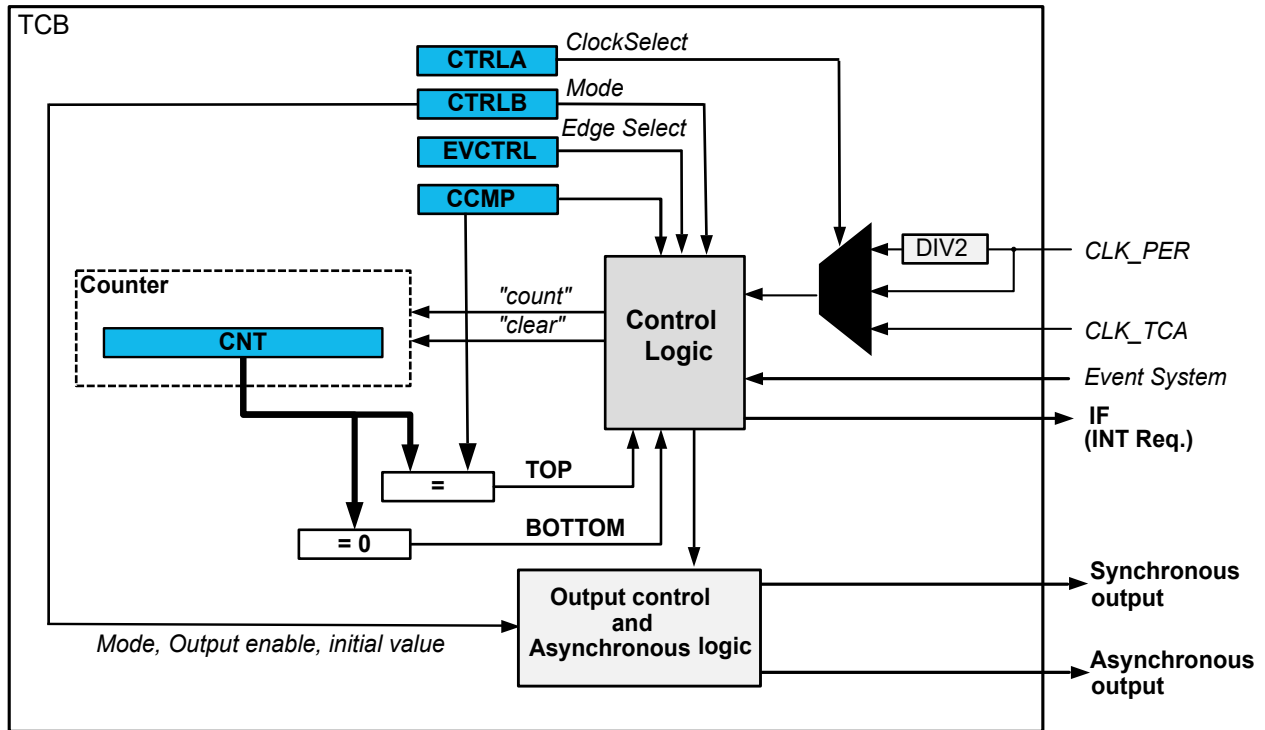 TCB
CTRLA
ClockSelect
CTRLB
Mode
EVCTRL
Edge Select
CCMP
DIV2
CLK_PER
Counter
"count"
CNT
"clear"
Control
Logic
CLK_TCA
Event System
IF
(INT Req.)
=
TOP
= 0
BOTTOM
Output control
and
Asynchronous logic
Synchronous
output
Mode, Output enable, initial value
Asynchronous
output